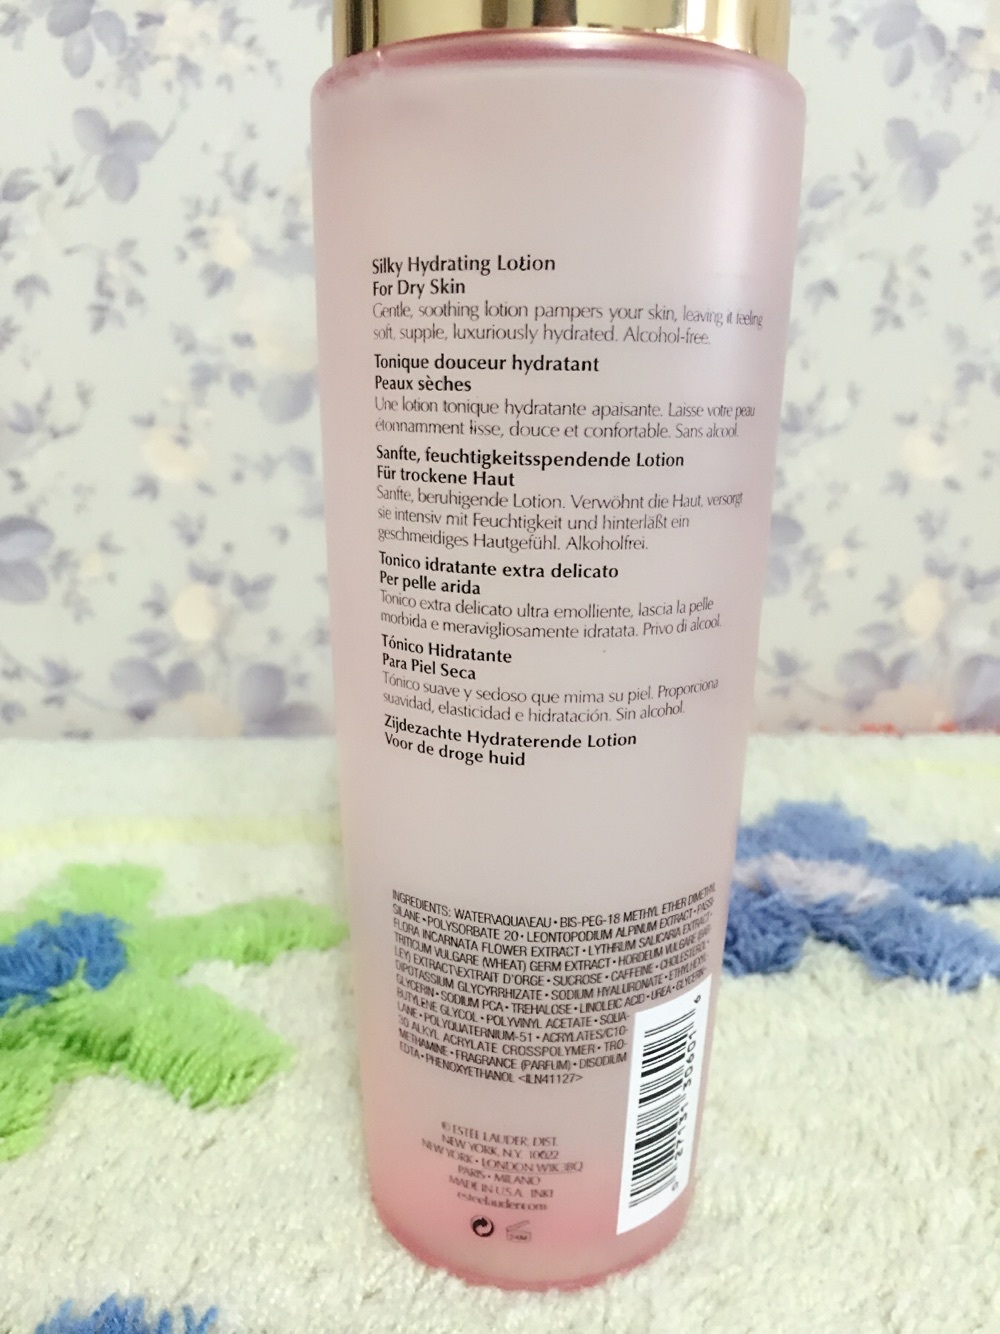 Silky Hydrating Lotion
For Dry Skin
Gentle, soothing lotion pampers your skin, leaving it feeling
soft, supple, luxuriously hydrated. Alcohol-free.
Tonique douceur hydratant
Peaux sèches
Une lotion tonique hydratante apaisante. Laisse votre peau
étonnamment lisse, douce et confortable. Sans alcool.
Sanfte, feuchtigkeitsspendende Lotion
Für trockene Haut
Sanfte, beruhigende Lotion. Verwöhnt die Haut, versorgt
sie intensiv mit Feuchtigkeit und hinterläßt ein
geschmeidiges Hautgefühl. Alkoholfrei.
Tonico idratante extra delicato
Per pelle arida
Tonico extra delicato ultra emolliente, lascia la pelle
morbida e meravigliosamente idratata. Privo di alcool.
Tónico Hidratante
Para Piel Seca
Tónico suave y sedoso que mima su piel. Proporciona
suavidad, elasticidad e hidratación. Sin alcohol.
Zijdezachte Hydraterende Lotion
Voor de droge huid
INGREDIENTS: WATER\AQUA\EAU • BIS-PEG-18 METHYL ETHER DIMETHYL
SILANE • POLYSORBATE 20 • LEONTOPODIUM ALPINUM EXTRACT • PASSI-
FLORA INCARNATA FLOWER EXTRACT • LYTHRUM SALICARIA EXTRACT •
TRITICUM VULGARE (WHEAT) GERM EXTRACT • HORDEUM VULGARE (BAR-
LEY) EXTRACT\EXTRAIT D'ORGE • SUCROSE • CAFFEINE • CHOLESTEROL •
DIPOTASSIUM GLYCYRRHIZATE • SODIUM HYALURONATE • ETHYLHEXYL
GLYCERIN • SODIUM PCA • TREHALOSE • LINOLEIC ACID • UREA • GLYCERIN •
BUTYLENE GLYCOL • POLYVINYL ACETATE • SQUA-
LANE • POLYQUATERNIUM-51 • ACRYLATES/C10-
30 ALKYL ACRYLATE CROSSPOLYMER • TRO-
METHAMINE • FRAGRANCE (PARFUM) • DISODIUM
EDTA • PHENOXYETHANOL <ILN41127>
© ESTEE LAUDER, DIST.
NEW YORK, N.Y. 10022
NEW YORK • LONDON W1K 3BQ
PARIS • MILANO
MADE IN U.S.A.
esteelauder.com
24M